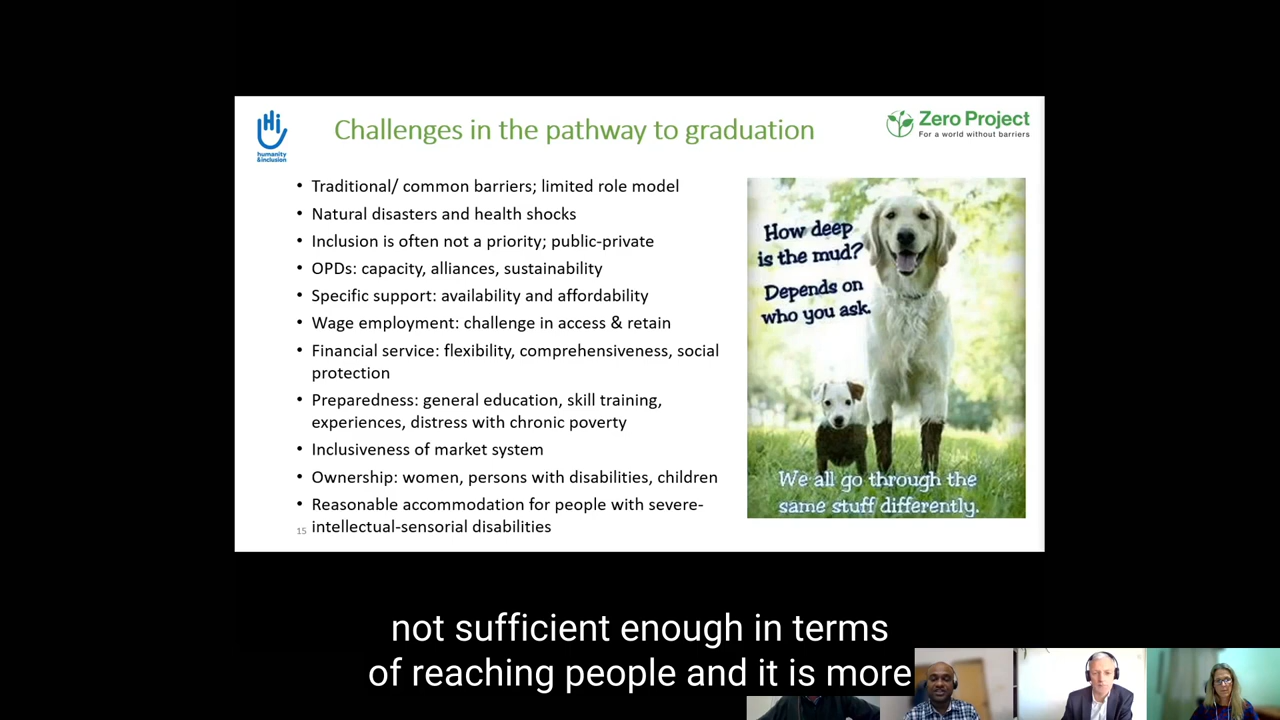 Hi
humanity
&inclusion
Challenges in the pathway to graduation
Zero Project
For a world without barriers
• Traditional/ common barriers; limited role model
• Natural disasters and health shocks
• Inclusion is often not a priority; public-private
• OPDs: capacity, alliances, sustainability
• Specific support: availability and affordability
• Wage employment: challenge in access & retain
• Financial service: flexibility, comprehensiveness, social
protection
• Preparedness: general education, skill training,
experiences, distress with chronic poverty
• Inclusiveness of market system
• Ownership: women, persons with disabilities, children
• Reasonable accommodation for people with severe-
intellectual-sensorial disabilities
15
How deep
is the mud?
Depends on
who you ask.
We all go through the
same stuff differently.
not sufficient enough in terms
of reaching people and it is more